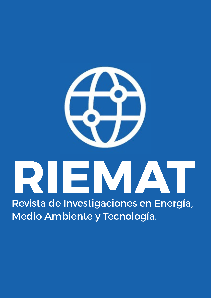 RIEMAT
Revista de Investigaciones en Energía,
Medio Ambiente y Tecnología.